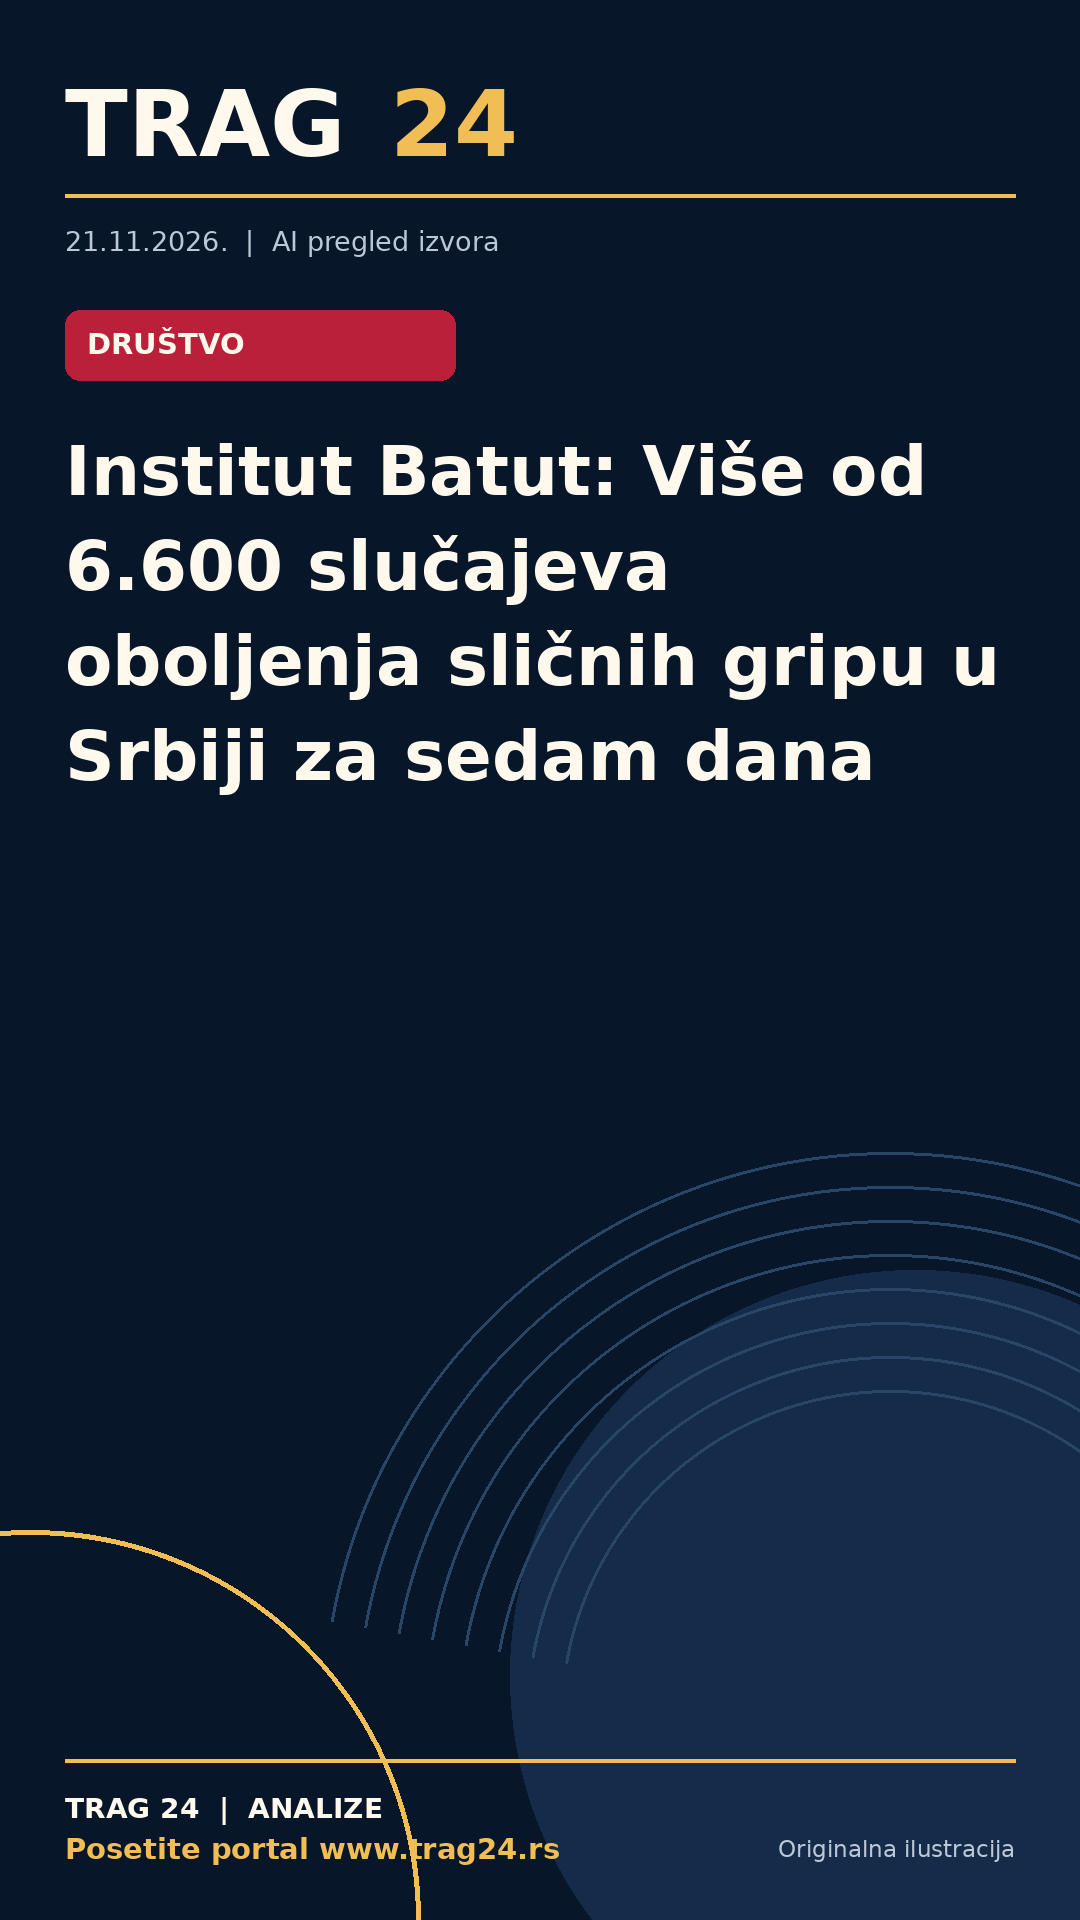 TRAG 24
21.11.2026. | AI pregled izvora
DRUŠTVO
Institut Batut: Više od
6.600 slučajeva
oboljenja sličnih gripu u
Srbiji za sedam dana
TRAG 24 | ANALIZE
Posetite portal www.trag24.rs
Originalna ilustracija